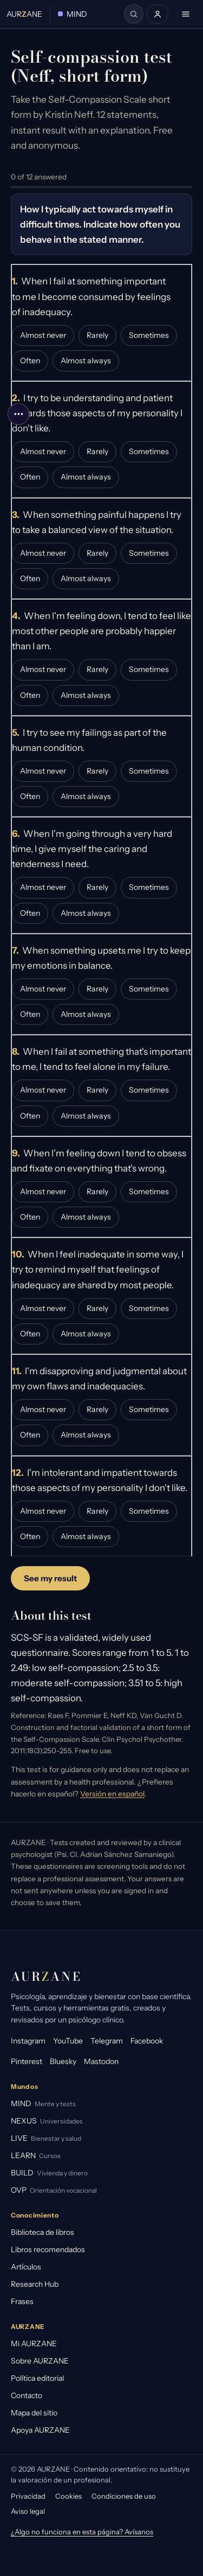 AURZANE MIND
Self-compassion test
(Neff, short form)
Take the Self-Compassion Scale short
form by Kristin Neff. 12 statements,
instant result with an explanation. Free
and anonymous.
0 of 12 answered
How I typically act towards myself in
difficult times. Indicate how often you
behave in the stated manner.
1. When I fail at something important
to me I become consumed by feelings
of inadequacy.
Almost never Rarely Sometimes
Often Almost always
2. I try to be understanding and patient
towards those aspects of my personality I
don't like.
Almost never Rarely Sometimes
Often Almost always
3. When something painful happens I try
to take a balanced view of the situation.
Almost never Rarely Sometimes
Often Almost always
4. When I'm feeling down, I tend to feel like
most other people are probably happier
than I am.
Almost never Rarely Sometimes
Often Almost always
5. I try to see my failings as part of the
human condition.
Almost never Rarely Sometimes
Often Almost always
6. When I'm going through a very hard
time, I give myself the caring and
tenderness I need.
Almost never Rarely Sometimes
Often Almost always
7. When something upsets me I try to keep
my emotions in balance.
Almost never Rarely Sometimes
Often Almost always
8. When I fail at something that's important
to me, I tend to feel alone in my failure.
Almost never Rarely Sometimes
Often Almost always
9. When I'm feeling down I tend to obsess
and fixate on everything that's wrong.
Almost never Rarely Sometimes
Often Almost always
10. When I feel inadequate in some way, I
try to remind myself that feelings of
inadequacy are shared by most people.
Almost never Rarely Sometimes
Often Almost always
11. I'm disapproving and judgmental about
my own flaws and inadequacies.
Almost never Rarely Sometimes
Often Almost always
12. I'm intolerant and impatient towards
those aspects of my personality I don't like.
Almost never Rarely Sometimes
Often Almost always
See my result
About this test
SCS-SF is a validated, widely used
questionnaire. Scores range from 1 to 5. 1 to
2.49: low self-compassion; 2.5 to 3.5:
moderate self-compassion; 3.51 to 5: high
self-compassion.
Reference: Raes F, Pommier E, Neff KD, Van Gucht D.
Construction and factorial validation of a short form of
the Self-Compassion Scale. Clin Psychol Psychother.
2011;18(3):250-255. Free to use.
This test is for guidance only and does not replace an
assessment by a health professional. ¿Prefieres
hacerlo en español? Versión en español.
AURZANE · Tests created and reviewed by a clinical
psychologist (Psi. Cl. Adrian Sánchez Samaniego).
These questionnaires are screening tools and do not
replace a professional assessment. Your answers are
not sent anywhere unless you are signed in and
choose to save them.
AURZANE
Psicología, aprendizaje y bienestar con base científica.
Tests, cursos y hermamientas gratis, creados y
revisados por un psicólogo clínico.
Instagram YouTube Telegram Facebook
Pinterest Bluesky Mastodon
Mundos
MIND Mente y tests
NEXUS Universidades
LIVE Bienestar y salud
LEARN Cursos
BUILD Vivienda y dinero
OVP Orientación vocacional
Conocimiento
Biblioteca de libros
Libros recomendados
Artículos
Research Hub
Frases
AURZANE
Mi AURZANE
Sobre AURZANE
Política editorial
Contacto
Mapa del sitio
Apoya AURZANE
© 2026 AURZANE · Contenido orientativo: no sustituye
la valoración de un profesional.
Privacidad Cookies Condiciones de uso
Aviso legal
¿Algo no funciona en esta página? Avísanos